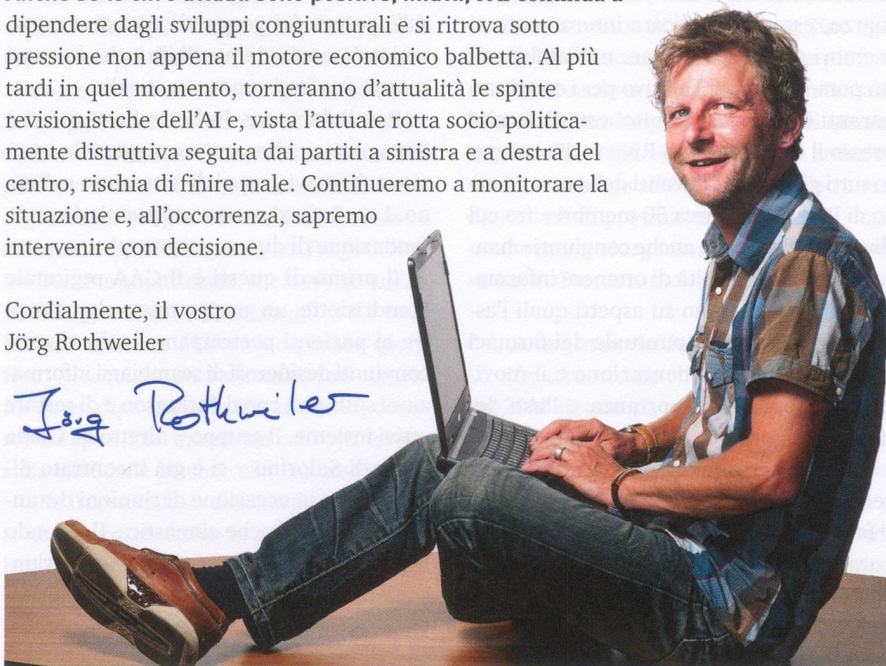 dipendere dagli sviluppi congiunturali e si ritrova sotto
pressione non appena il motore economico balbetta. Al più
tardi in quel momento, torneranno d’attualità le spinte
revisionistiche dell’AI e, vista l’attuale rotta socio-politica-
mente distruttiva seguita dai partiti a sinistra e a destra del
centro, rischia di finire male. Continueremo a monitorare la
situazione e, all’occorrenza, sapremo
intervenire con decisione.
Cordialmente, il vostro
Jörg Rothweiler
Jörg Rothweiler